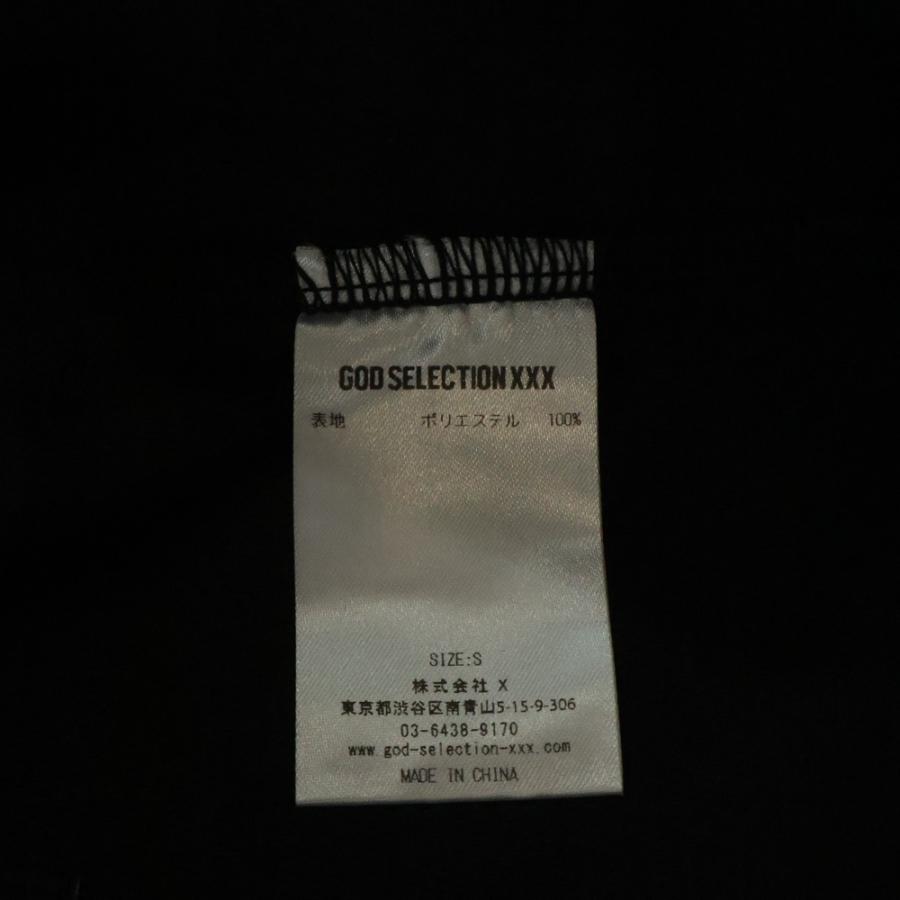 GOD SELECTION XXX
表地 ポリエステル 100%
SIZE:S
株式会社 X
東京都渋谷区南青山5-15-9-306
03-6438-9170
www.god-selection-xxx.com
MADE IN CHINA